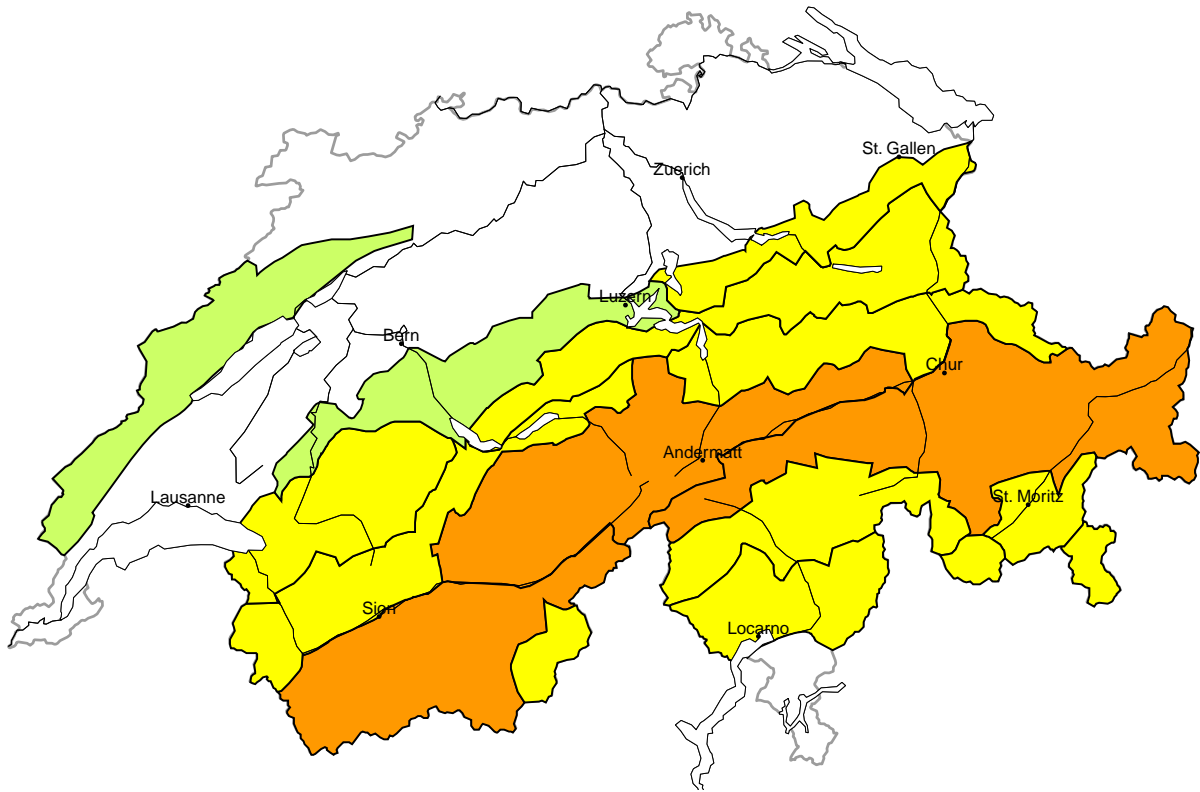 St. Gallen
Zuerich
Luzern
Bern
Chur
Andermatt
Lausanne
St. Moritz
Sion
Locarno